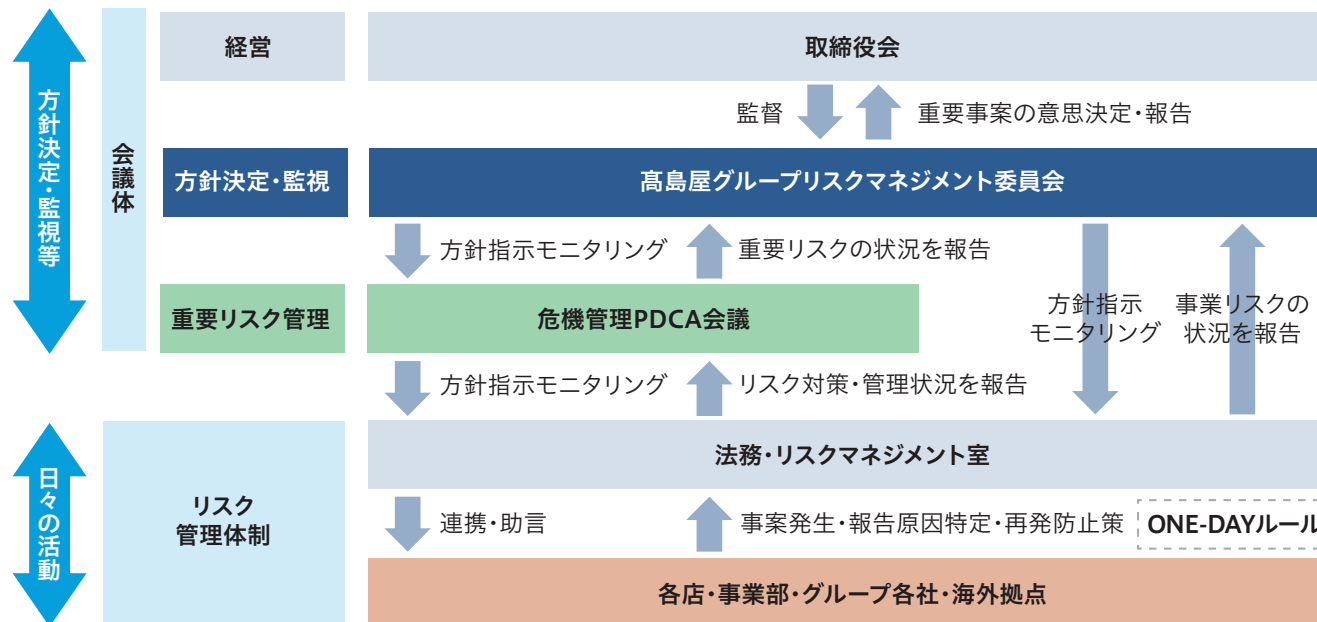 方針決定・監視等
会議体
経営
取締役会
監督
重要事案の意思決定・報告
方針決定・監視
髙島屋グループリスクマネジメント委員会
方針指示モニタリング
重要リスクの状況を報告
方針指示
モニタリング
事業リスクの
状況を報告
重要リスク管理
危機管理PDCA会議
方針指示モニタリング
リスク対策・管理状況を報告
日々の活動
リスク
管理体制
法務・リスクマネジメント室
連携・助言
事案発生・報告原因特定・再発防止策
ONE-DAYルール
各店・事業部・グループ各社・海外拠点